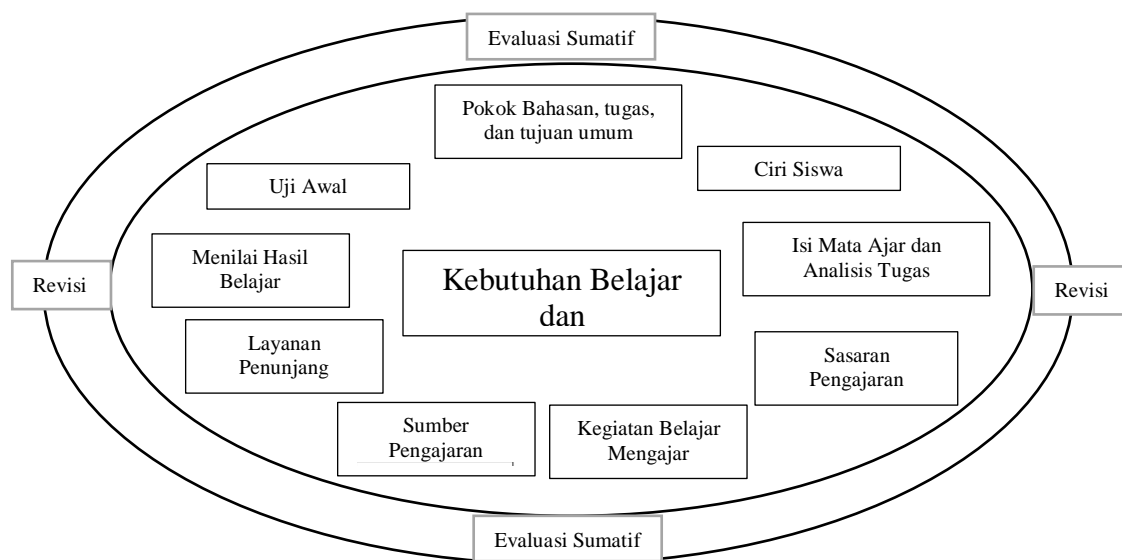 Evaluasi Sumatif
Pokok Bahasan, tugas,
dan tujuan umum
Ciri Siswa
Uji Awal
Isi Mata Ajar dan
Analisis Tugas
Menilai Hasil
Belajar
Kebutuhan Belajar
dan
Revisi
Revisi
Layanan
Penunjang
Sasaran
Pengajaran
Sumber
Pengajaran
Kegiatan Belajar
Mengajar
Evaluasi Sumatif